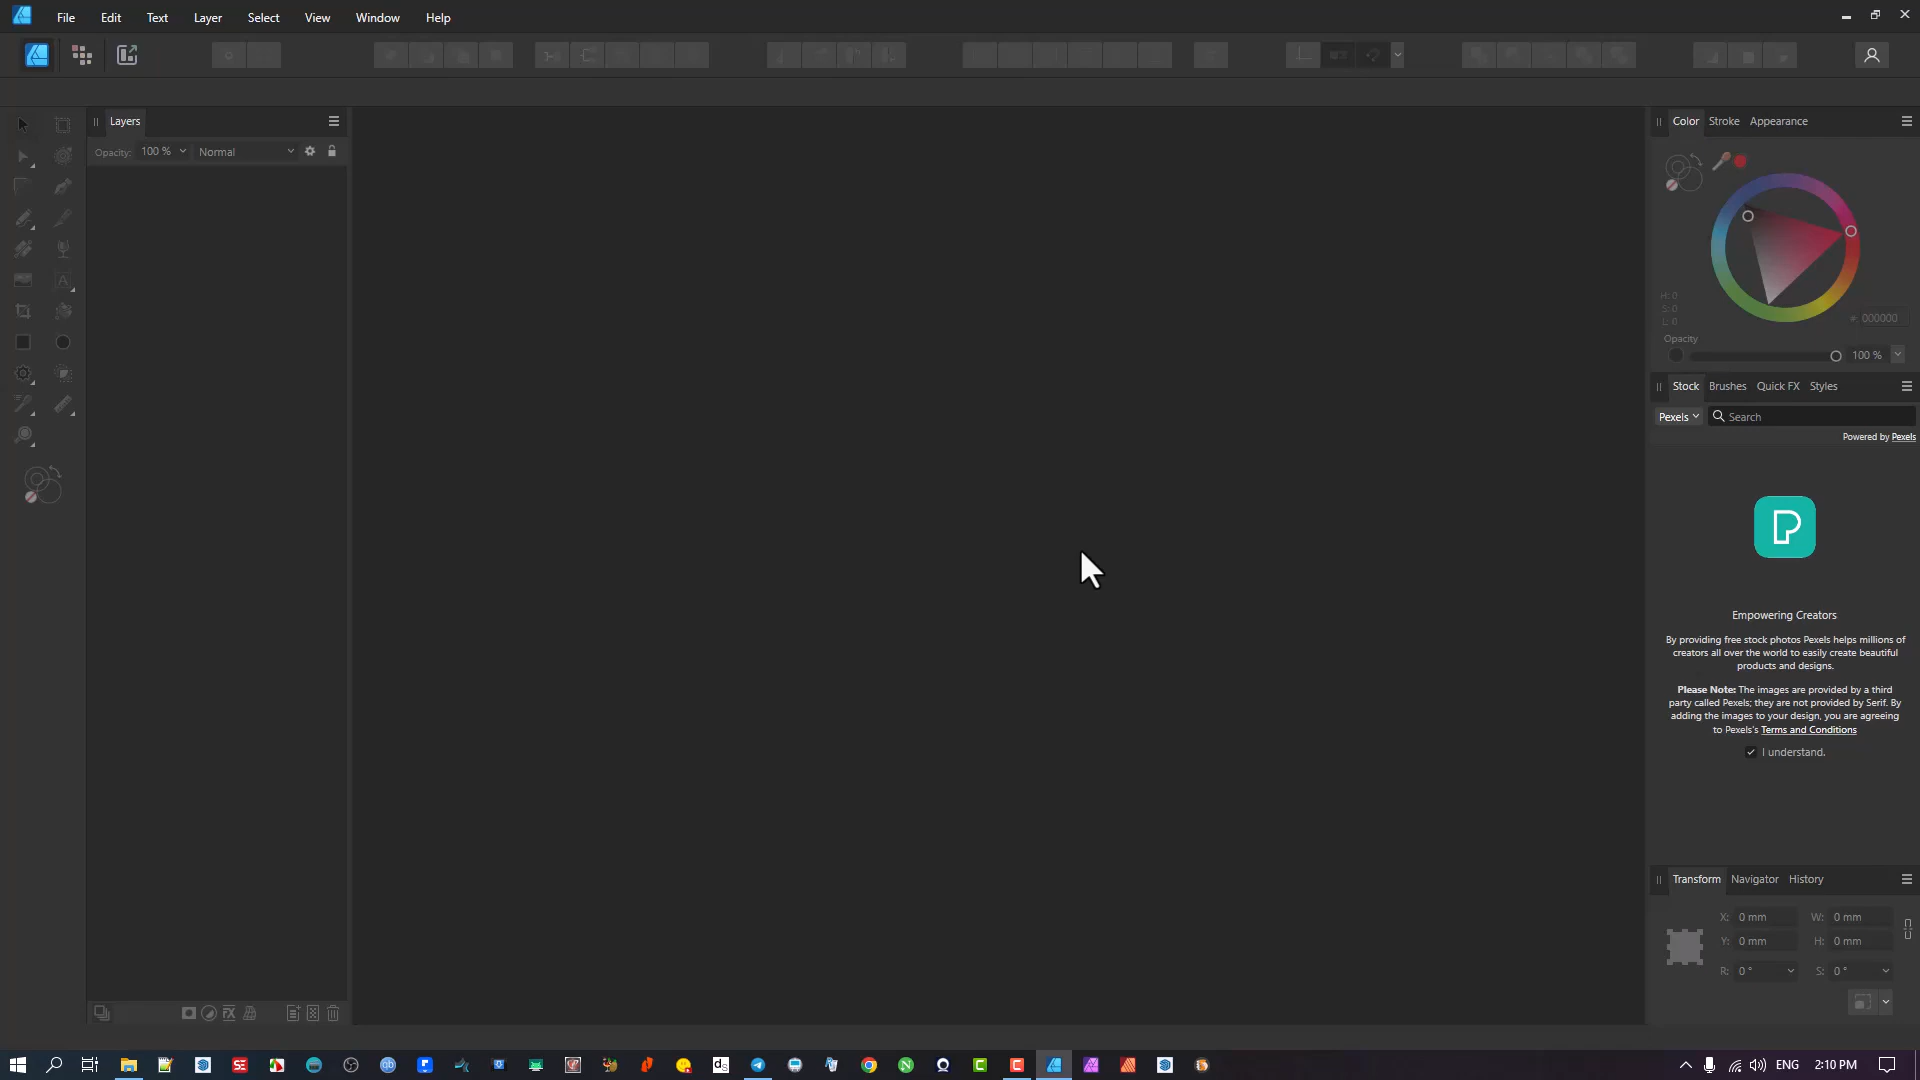 File Edit Text Layer Select View Window Help
Layers
Opacity: 100 % Normal
Color Stroke Appearance
H: 0
S: 0
L: 0
#: 000000
Opacity
100 %
Stock Brushes Quick FX Styles
Pexels Search
Powered by Pexels
Empowering Creators
By providing free stock photos Pexels helps millions of
creators all over the world to easily create beautiful
products and designs.
Please Note: The images are provided by a third
party called Pexels; they are not provided by Serif. By
adding the images to your design, you are agreeing
to Pexels's Terms and Conditions
I understand.
Transform Navigator History
X: 0 mm W: 0 mm
Y: 0 mm H: 0 mm
R: 0 ° S: 0 °
ENG 2:10 PM